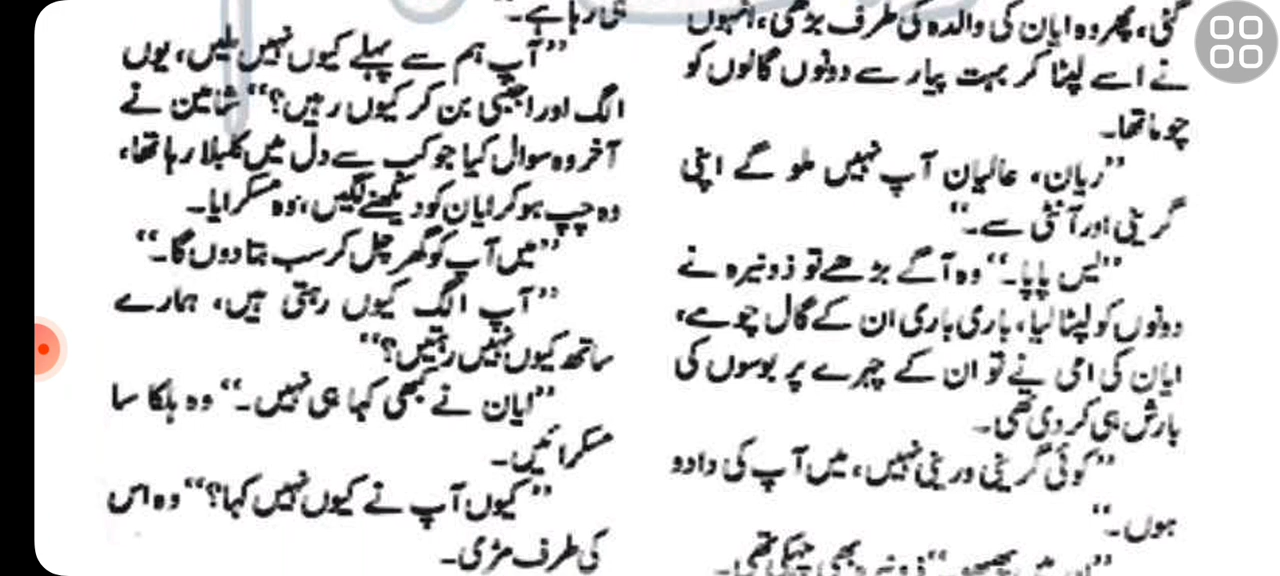 گئی، پھر وہ ایان کی والدہ کی طرف بڑھی، انہوں
نے اسے لپٹا کر بہت پیار سے دونوں گالوں کو
چوما تھا۔
”ریان، عالیان آپ نہیں ملو گے اپنی
گرینی اور آنٹی سے۔“
”یس پاپا۔“ وہ آگے بڑھے تو ذونیرہ نے
دونوں کو لپٹا لیا، باری باری ان کے گال چومے،
ایان کی امی نے تو ان کے چہرے پر بوسوں کی
بارش ہی کر دی تھی۔
”کوئی گرینی ورینی نہیں، میں آپ کی دادو
ہوں۔“
رہا ہے۔“
”آپ ہم سے پہلے کیوں نہیں ملیں، یوں
الگ اور اجنبی بن کر کیوں رہیں؟“ شامین نے
آخر وہ سوال کیا جو کب سے دل میں کلبلا رہا تھا،
وہ چپ ہو کر ایان کو دیکھنے لگیں، وہ مسکرایا۔
”میں آپ کو گھر چل کر سب بتا دوں گا۔“
”آپ الگ کیوں رہتی ہیں، ہمارے
ساتھ کیوں نہیں رہتیں؟“
”ایان نے کبھی کہا ہی نہیں۔“ وہ ہلکا سا
مسکرائیں۔
”کیوں آپ نے کیوں نہیں کہا؟“ وہ اس
کی طرف مڑی۔